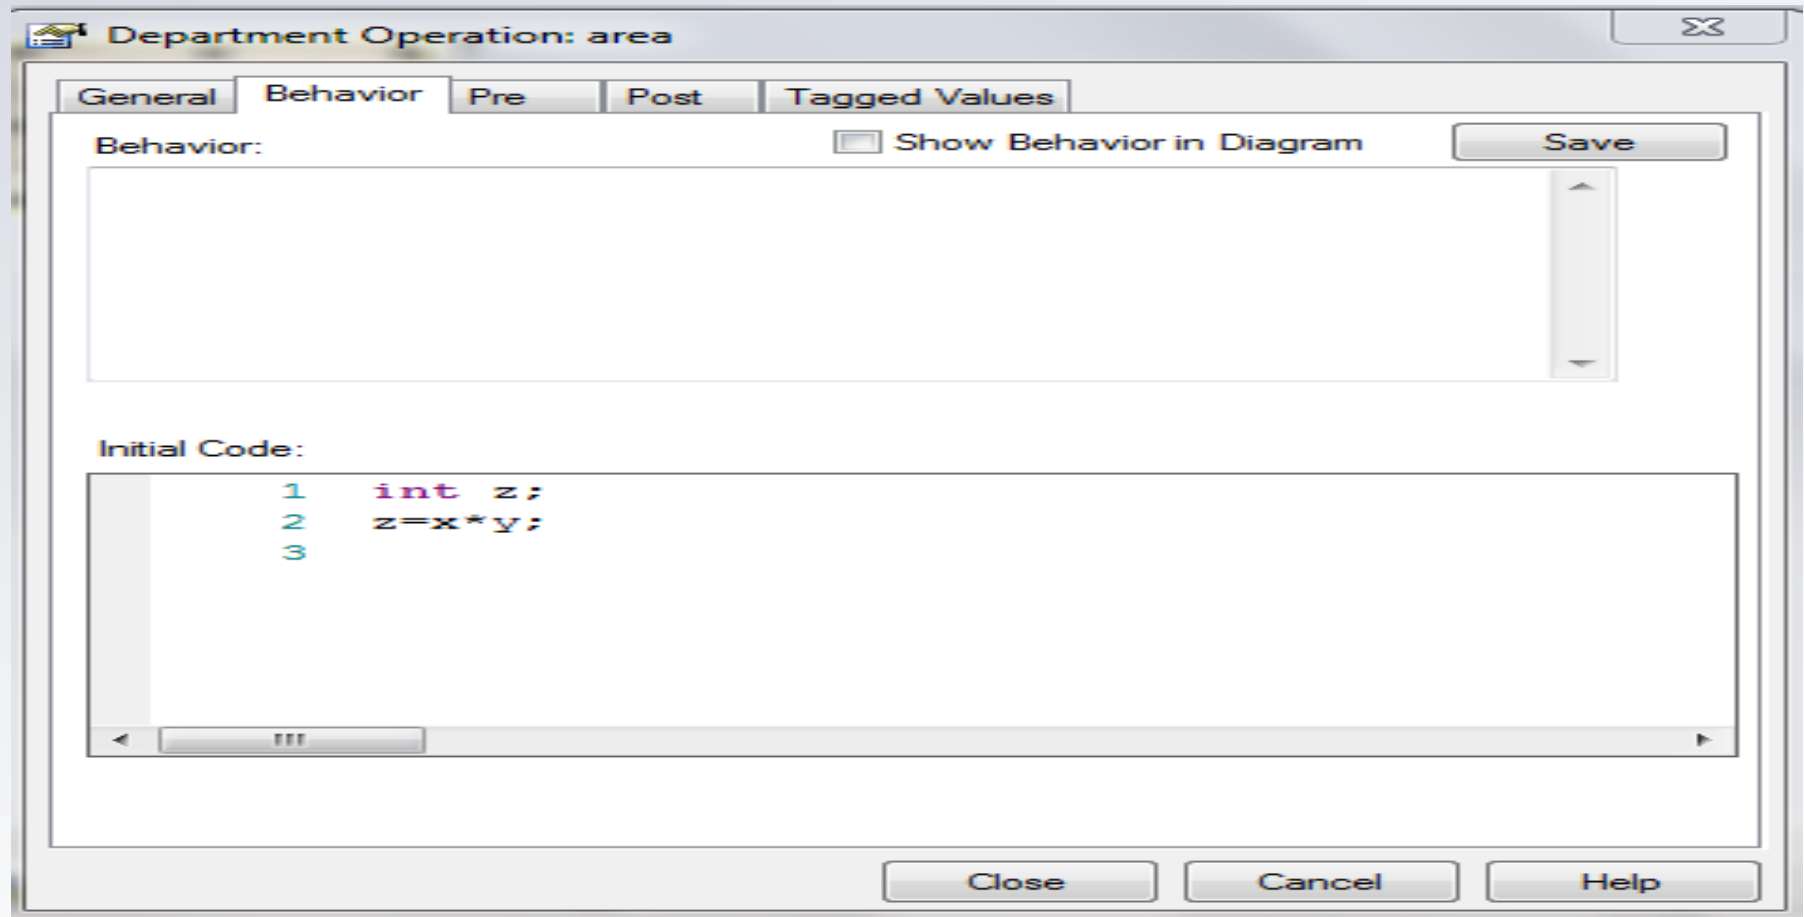 Department Operation: area
General Behavior Pre Post Tagged Values
Behavior: Show Behavior in Diagram Save
Initial Code:
1 int z;
2 z=x*y;
3
Close Cancel Help